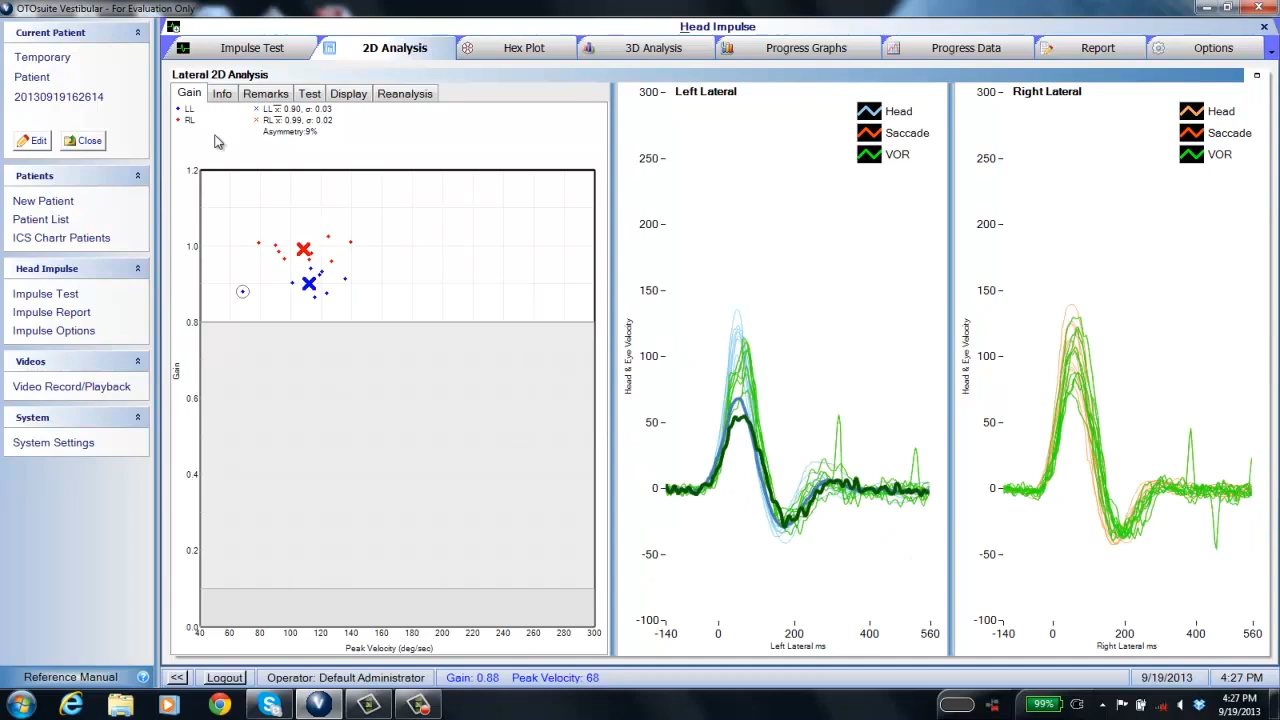 OTOsuite Vestibular - For Evaluation Only
Current Patient
Temporary
Patient
20130919162614
Edit
Close
Patients
New Patient
Patient List
ICS Chartr Patients
Head Impulse
Impulse Test
Impulse Report
Impulse Options
Videos
Video Record/Playback
System
System Settings
Reference Manual
Head Impulse
Impulse Test
2D Analysis
Hex Plot
3D Analysis
Progress Graphs
Progress Data
Report
Options
Lateral 2D Analysis
Gain Info Remarks Test Display Reanalysis
LL
RL
LL x: 0.90, σ: 0.03
RL x: 0.99, σ: 0.02
Asymmetry:9%
1.2
1.0
0.8
0.6
0.4
0.2
0.0
Gain
40 60 80 100 120 140 160 180 200 220 240 260 280 300
Peak Velocity (deg/sec)
Left Lateral
Head
Saccade
VOR
300
250
200
150
100
50
0
-50
-100
Head & Eye Velocity
-140 0 200 400 560
Left Lateral ms
Right Lateral
Head
Saccade
VOR
300
250
200
150
100
50
0
-50
-100
Head & Eye Velocity
-140 0 200 400 560
Right Lateral ms
<<
Logout
Operator: Default Administrator
Gain: 0.88 Peak Velocity: 68
9/19/2013
4:27 PM
99%
4:27 PM
9/19/2013